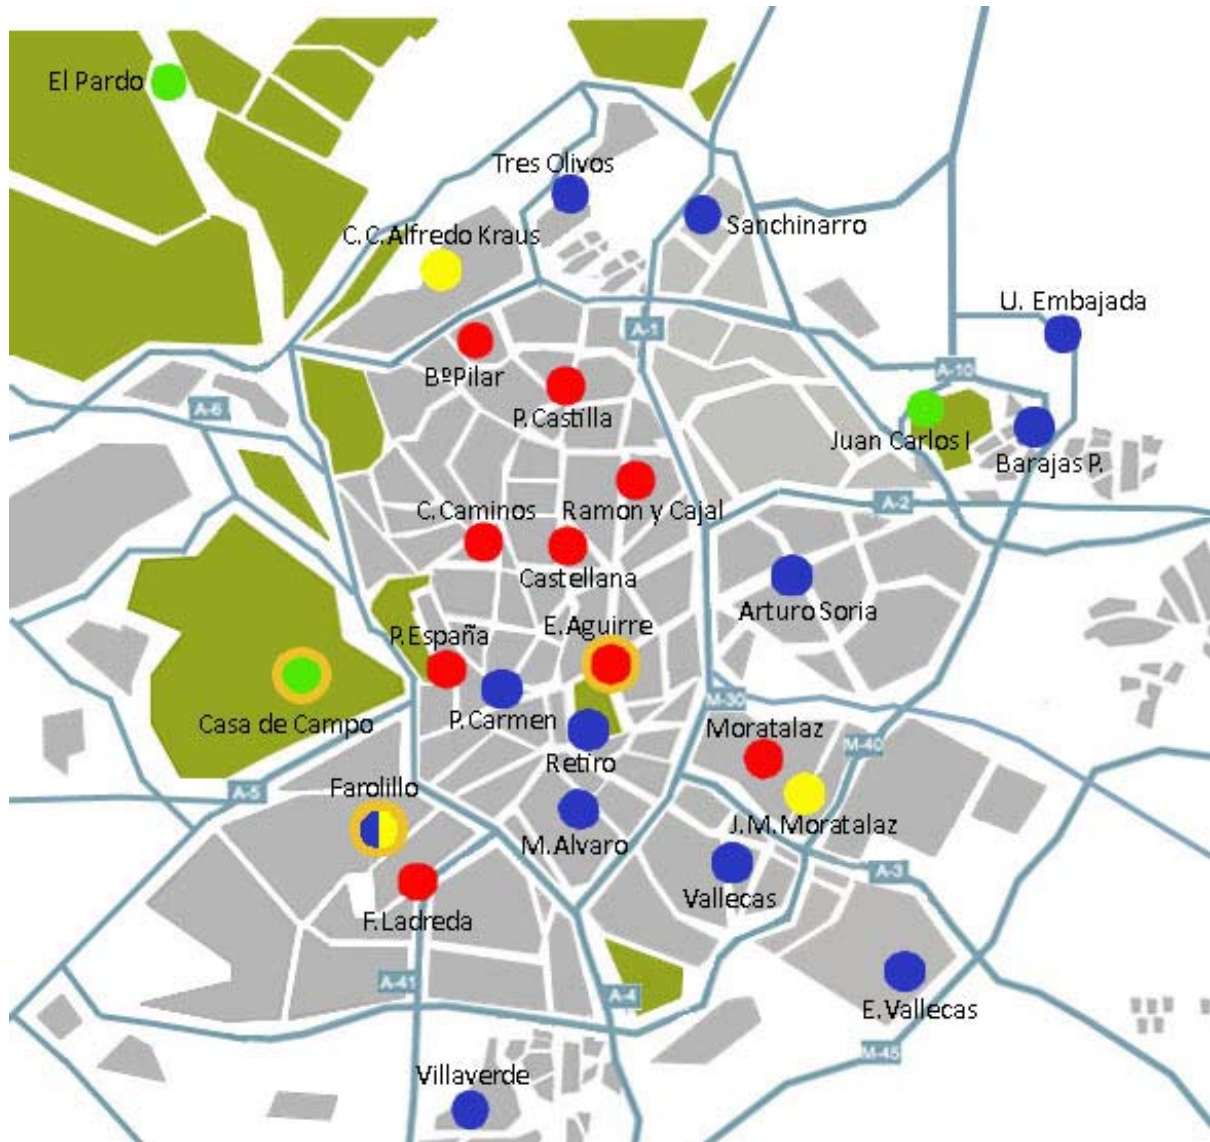 El Pardo
Tres Olivos
Sanchinarro
C.C.Alfredo Kraus
U. Embajada
A-1
BºPilar
A-10
P.Castilla
A-6
Juan Carlos I
Barajas P.
C.Caminos
Ramon y Cajal
A-2
Castellana
Arturo Soria
E.Aguirre
P.España
Casa de Campo
P.Carmen
M-30
Moratalaz
M-40
Retiro
A-5
Farolillo
J.M.Moratalaz
M.Alvaro
A-3
Vallecas
F.Ladreda
A-41
A-4
E.Vallecas
M-45
Villaverde